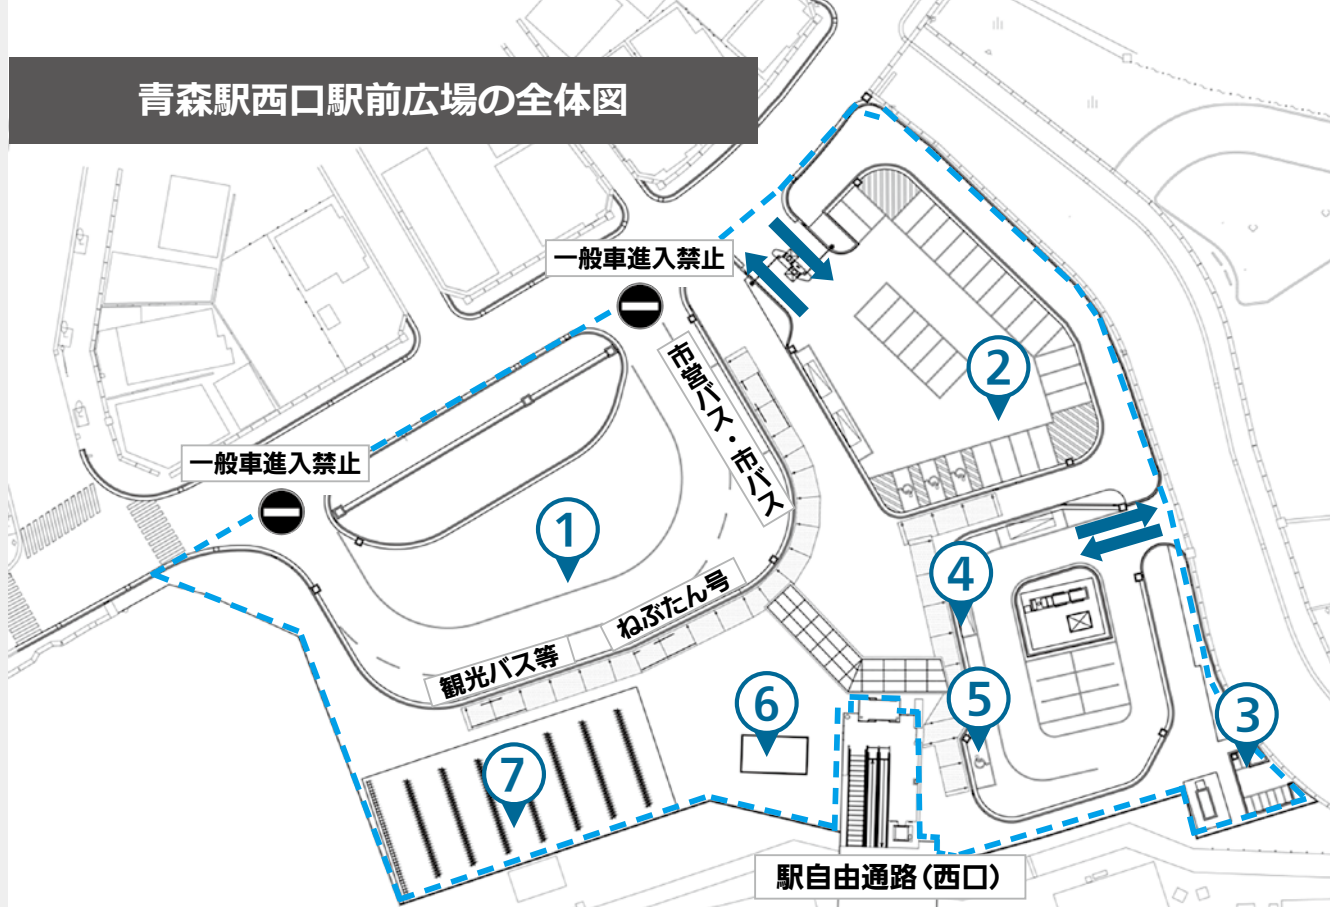 青森駅西口駅前広場の全体図
一般車進入禁止
市営バス・市バス
2
一般車進入禁止
1
4
ねぶたん号
観光バス等
5
6
3
7
駅自由通路(西口)